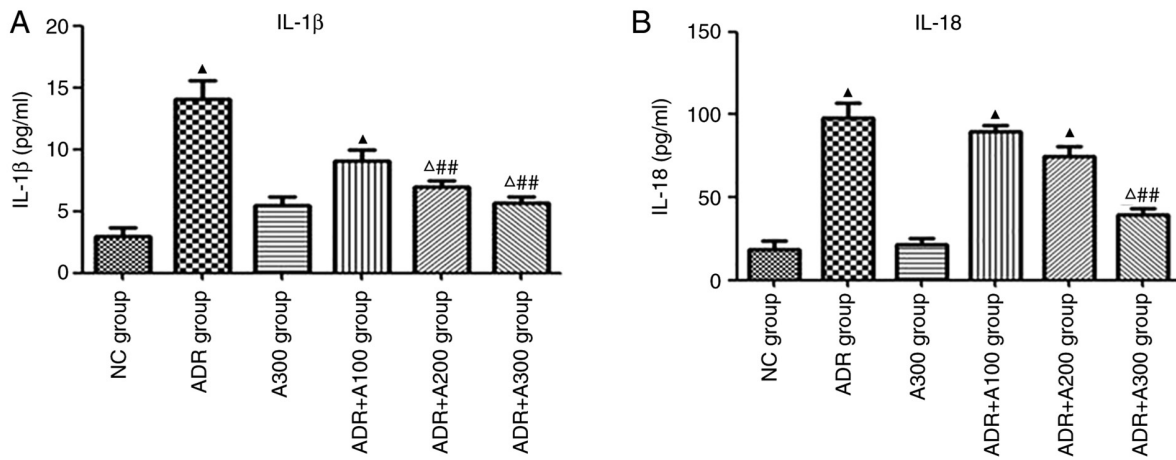 A
IL-1β
IL-1β (pg/ml)
20
15
10
5
0
▲
▲
△##
△##
NC group
ADR group
A300 group
ADR+A100 group
ADR+A200 group
ADR+A300 group
B
IL-18
IL-18 (pg/ml)
150
100
50
0
▲
▲
▲
△##
NC group
ADR group
A300 group
ADR+A100 group
ADR+A200 group
ADR+A300 group